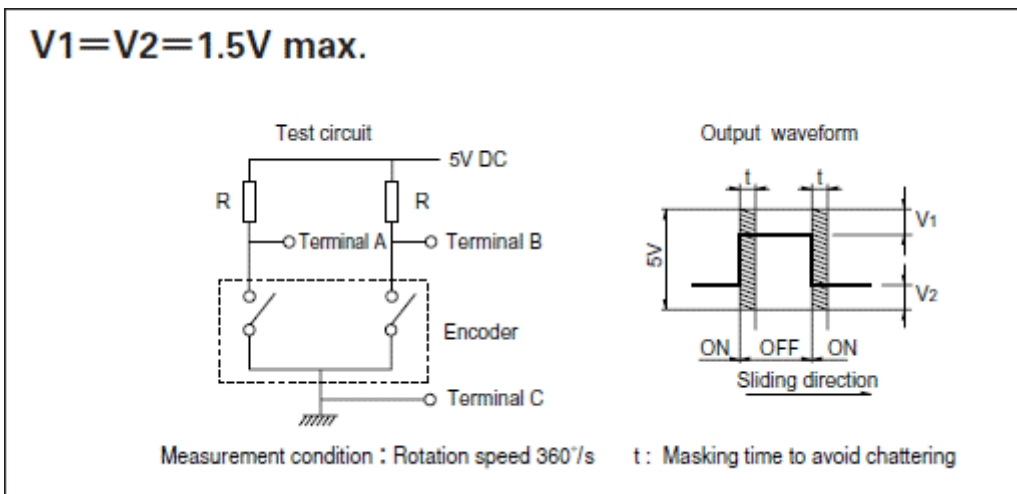 V1=V2=1.5V max.
Test circuit
5V DC
R
R
Terminal A
Terminal B
Encoder
Terminal C
Output waveform
t
t
5V
V1
V2
ON
OFF
ON
Sliding direction
Measurement condition : Rotation speed 360°/s
t : Masking time to avoid chattering